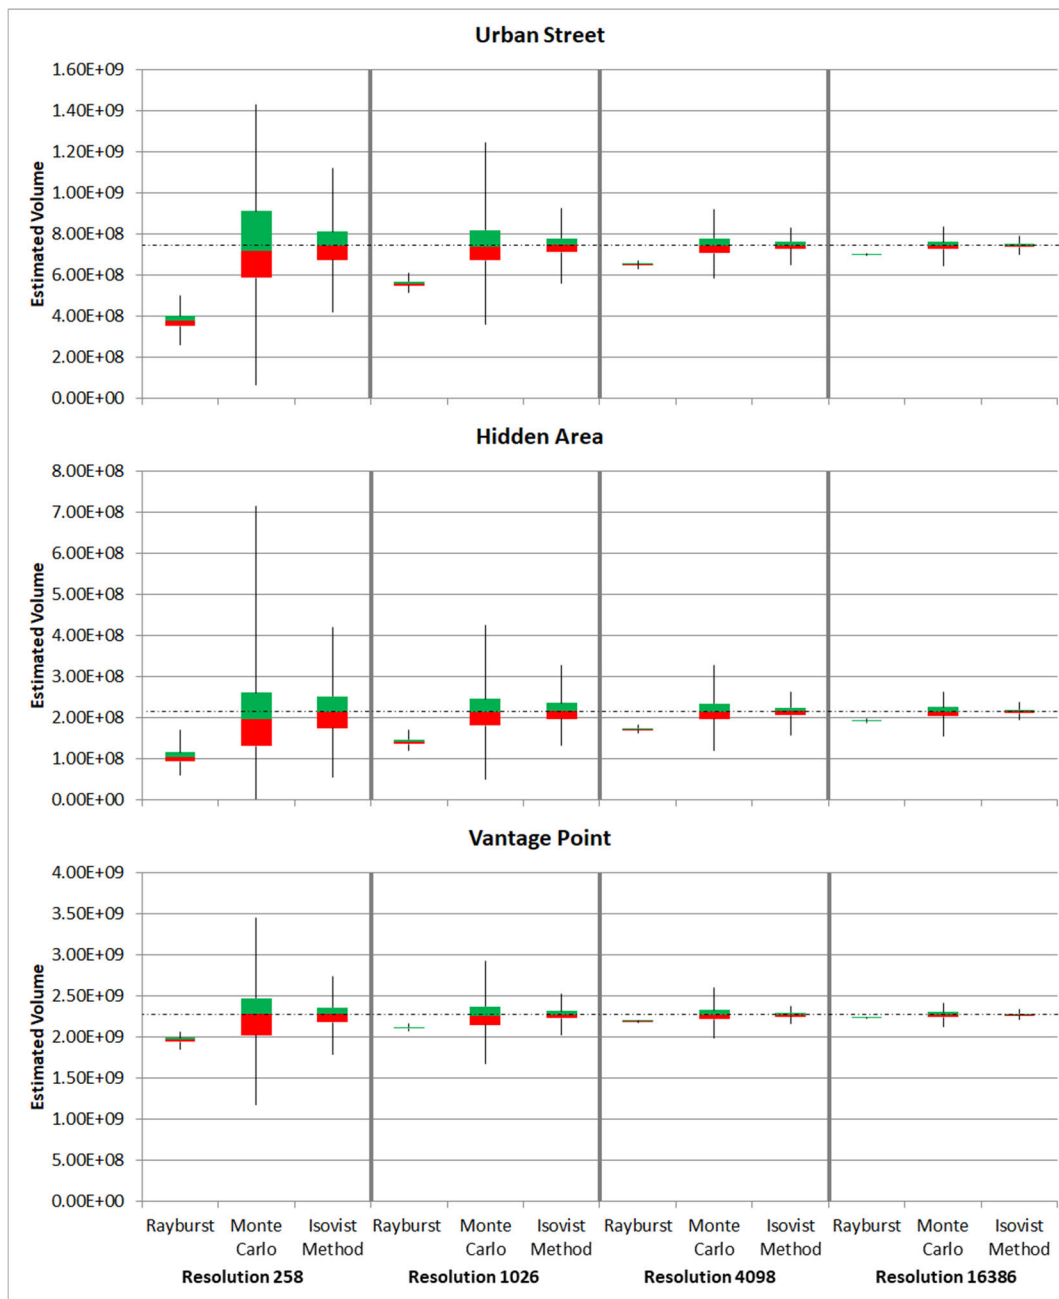 Urban Street
Estimated Volume
1.60E+09
1.40E+09
1.20E+09
1.00E+09
8.00E+08
6.00E+08
4.00E+08
2.00E+08
0.00E+00
Hidden Area
Estimated Volume
8.00E+08
7.00E+08
6.00E+08
5.00E+08
4.00E+08
3.00E+08
2.00E+08
1.00E+08
0.00E+00
Vantage Point
Estimated Volume
4.00E+09
3.50E+09
3.00E+09
2.50E+09
2.00E+09
1.50E+09
1.00E+09
5.00E+08
0.00E+00
Rayburst Monte Isovist Rayburst Monte Isovist Rayburst Monte Isovist Rayburst Monte Isovist
Carlo Method Carlo Method Carlo Method Carlo Method
Resolution 258 Resolution 1026 Resolution 4098 Resolution 16386